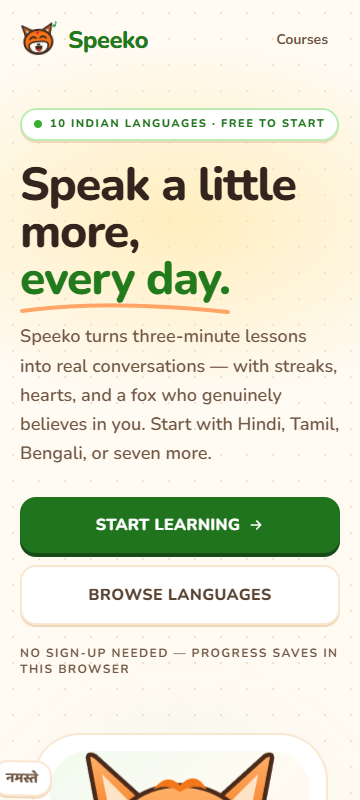 Speeko
Courses
10 INDIAN LANGUAGES · FREE TO START
Speak a little
more,
every day.
Speeko turns three-minute lessons
into real conversations — with streaks,
hearts, and a fox who genuinely
believes in you. Start with Hindi, Tamil,
Bengali, or seven more.
START LEARNING →
BROWSE LANGUAGES
NO SIGN-UP NEEDED — PROGRESS SAVES IN
THIS BROWSER
नमस्ते